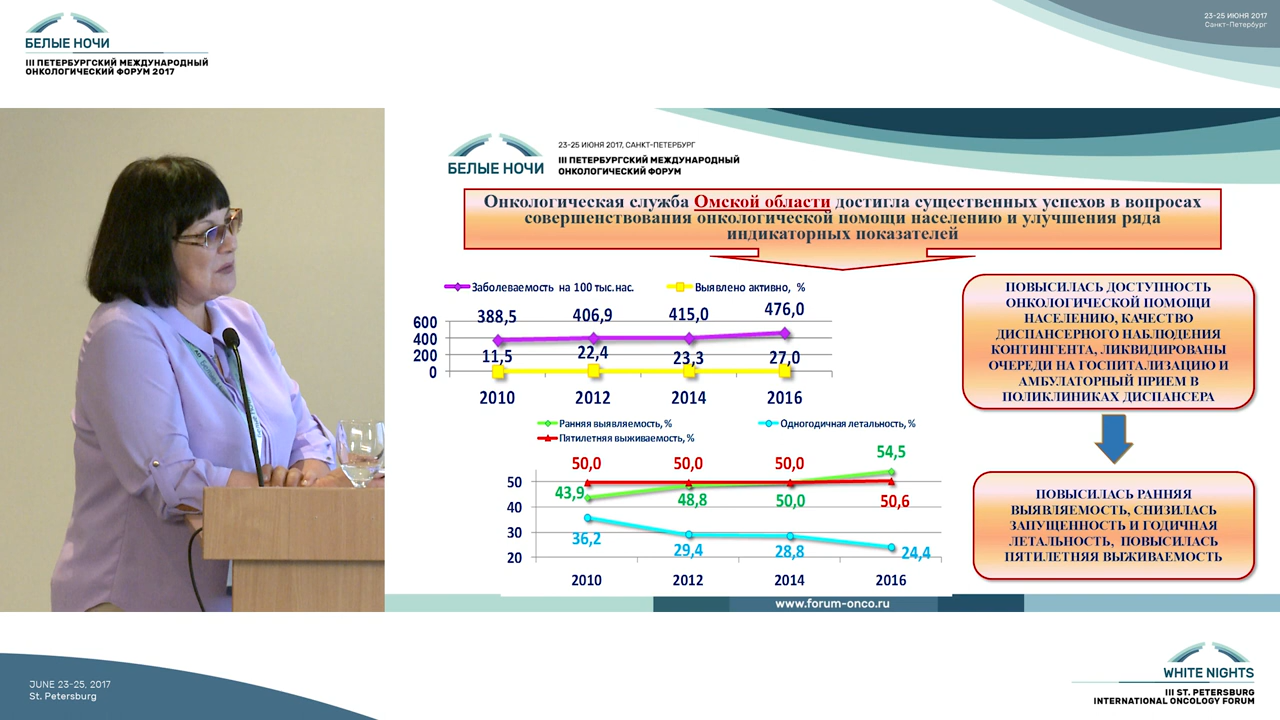 БЕЛЫЕ НОЧИ
III ПЕТЕРБУРГСКИЙ МЕЖДУНАРОДНЫЙ
ОНКОЛОГИЧЕСКИЙ ФОРУМ 2017
23-25 ИЮНЯ 2017
Санкт-Петербург
БЕЛЫЕ НОЧИ
23-25 ИЮНЯ 2017, САНКТ-ПЕТЕРБУРГ
III ПЕТЕРБУРГСКИЙ МЕЖДУНАРОДНЫЙ
ОНКОЛОГИЧЕСКИЙ ФОРУМ
Онкологическая служба Омской области достигла существенных успехов в вопросах
совершенствования онкологической помощи населению и улучшения ряда
индикаторных показателей
Заболеваемость на 100 тыс.нас.
Выявлено активно, %
600
400
200
0
388,5
406,9
415,0
476,0
11,5
22,4
23,3
27,0
2010
2012
2014
2016
Ранняя выявляемость, %
Одногодичная летальность, %
Пятилетняя выживаемость, %
50
40
30
20
50,0
50,0
50,0
54,5
43,9
48,8
50,0
50,6
36,2
29,4
28,8
24,4
2010
2012
2014
2016
ПОВЫСИЛАСЬ ДОСТУПНОСТЬ
ОНКОЛОГИЧЕСКОЙ ПОМОЩИ
НАСЕЛЕНИЮ, КАЧЕСТВО
ДИСПАНСЕРНОГО НАБЛЮДЕНИЯ
КОНТИНГЕНТА, ЛИКВИДИРОВАНЫ
ОЧЕРЕДИ НА ГОСПИТАЛИЗАЦИЮ И
АМБУЛАТОРНЫЙ ПРИЕМ В
ПОЛИКЛИНИКАХ ДИСПАНСЕРА
ПОВЫСИЛАСЬ РАННЯЯ
ВЫЯВЛЯЕМОСТЬ, СНИЗИЛАСЬ
ЗАПУЩЕННОСТЬ И ГОДИЧНАЯ
ЛЕТАЛЬНОСТЬ, ПОВЫСИЛАСЬ
ПЯТИЛЕТНЯЯ ВЫЖИВАЕМОСТЬ
www.forum-onco.ru
JUNE 23-25, 2017
St. Petersburg
WHITE NIGHTS
III ST. PETERSBURG
INTERNATIONAL ONCOLOGY FORUM